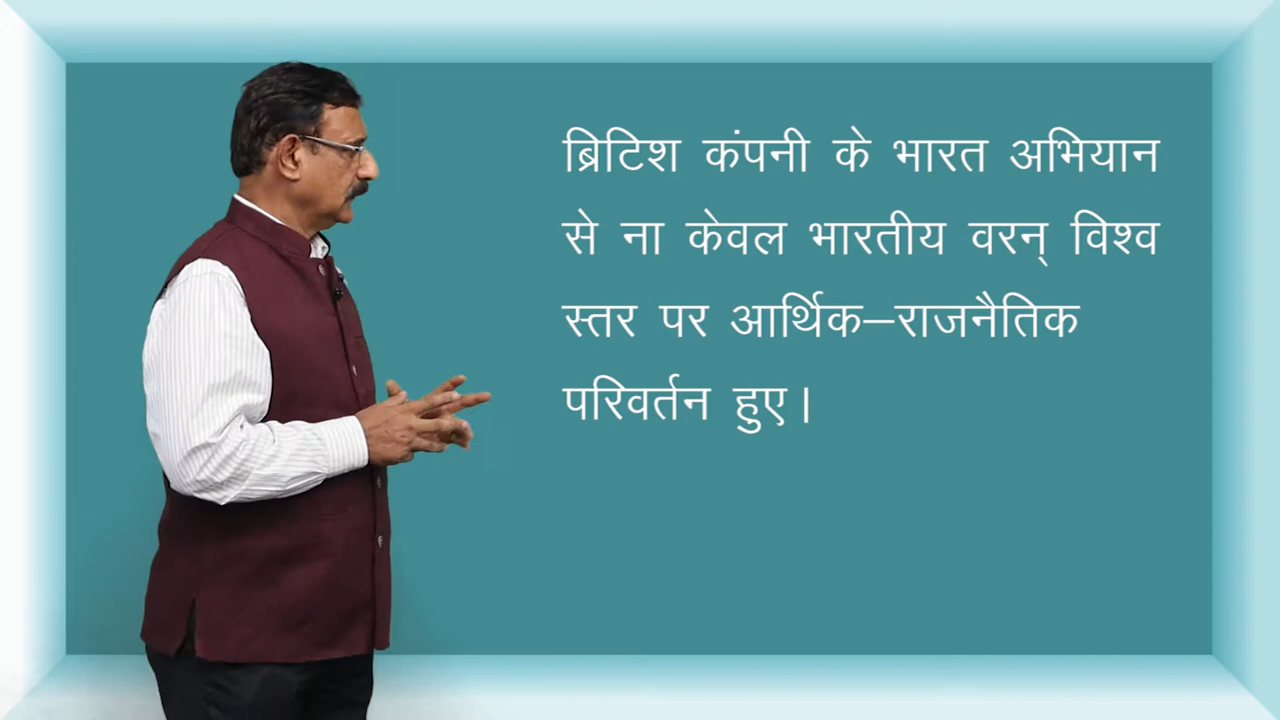 ब्रिटिश कंपनी के भारत अभियान
से ना केवल भारतीय वरन् विश्व
स्तर पर आर्थिक–राजनैतिक
परिवर्तन हुए।